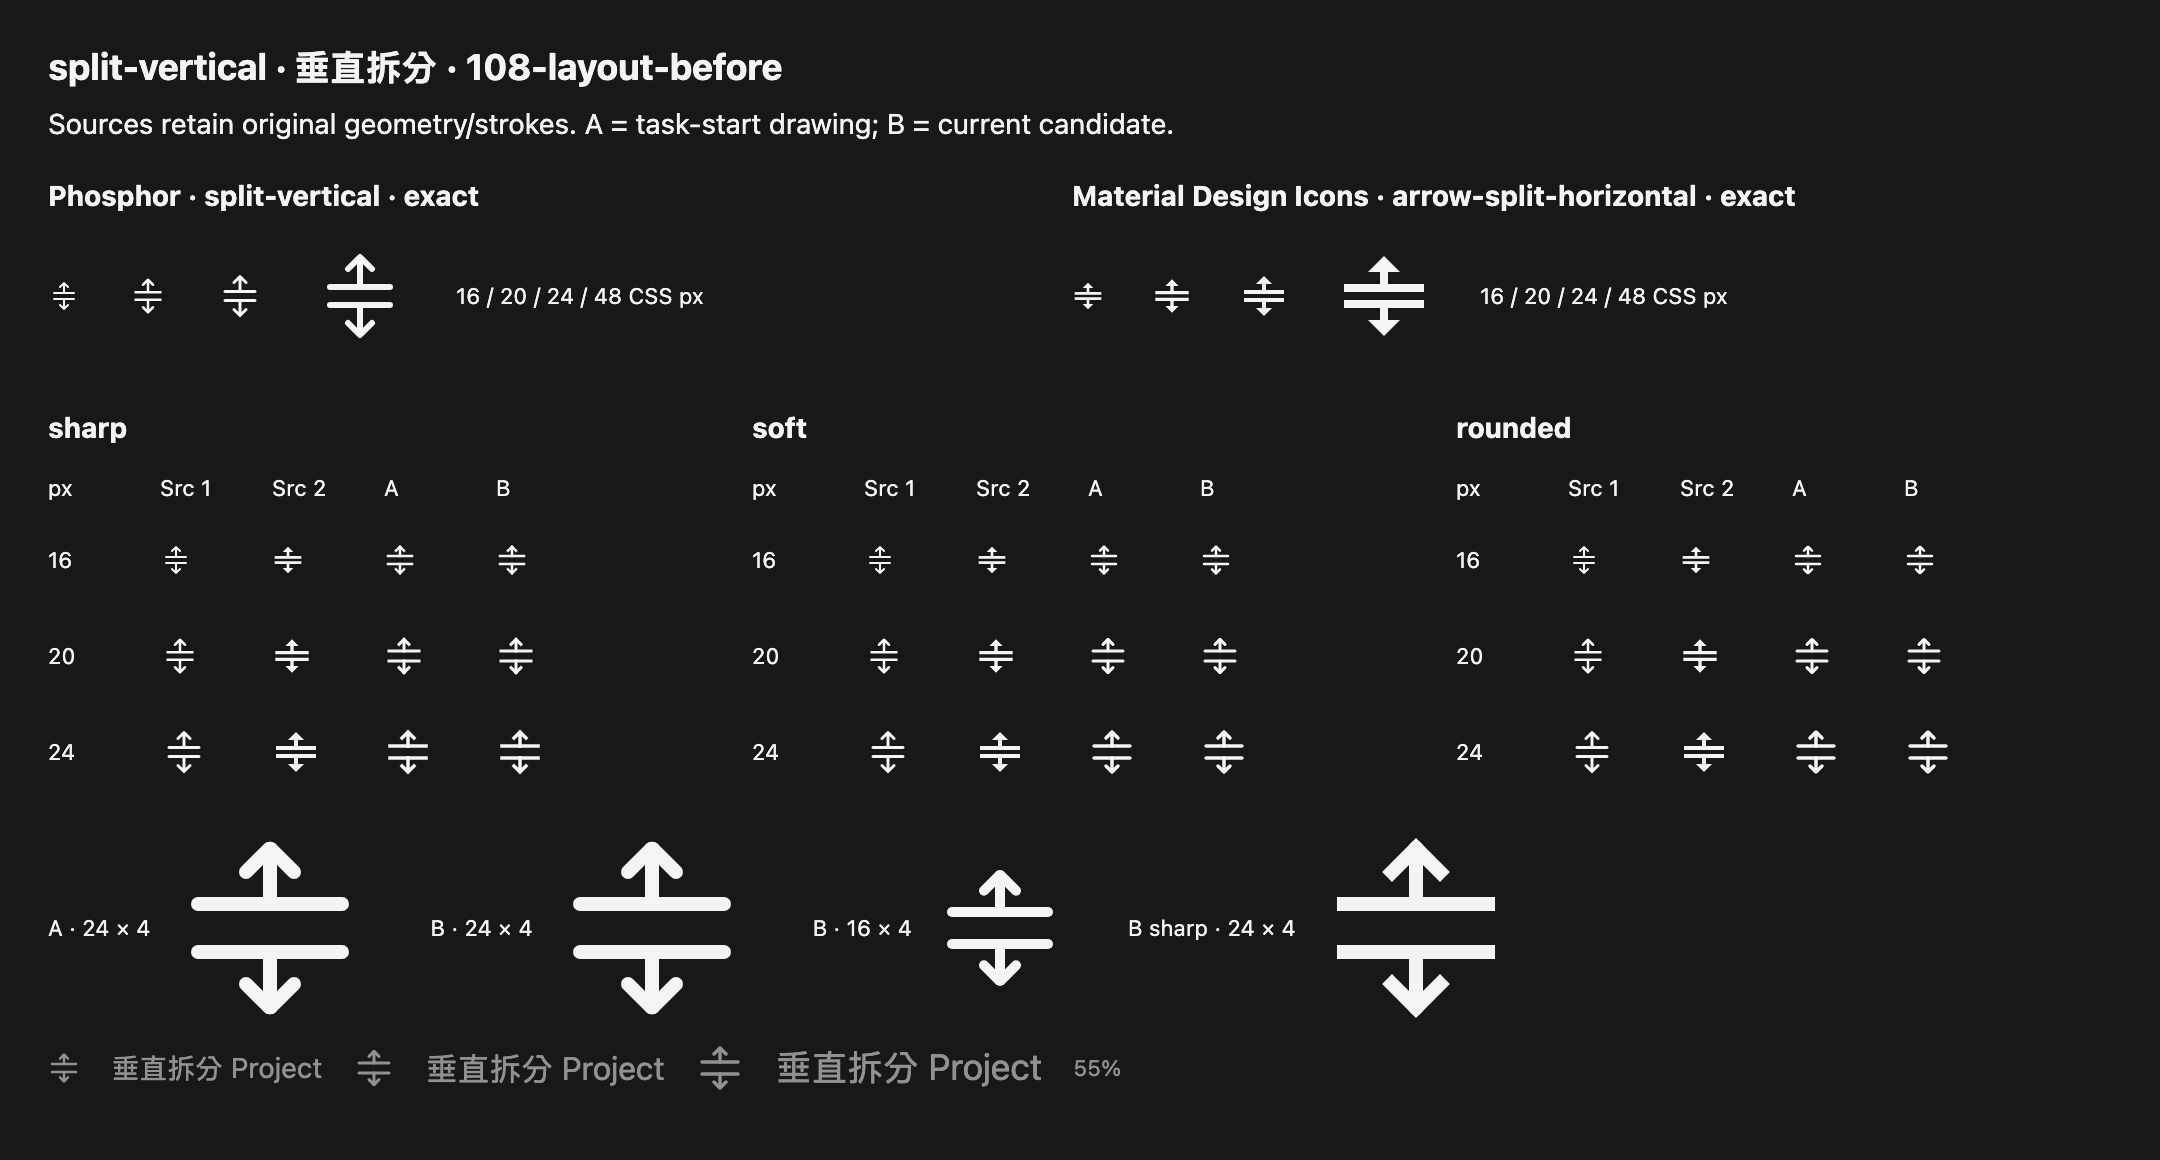 split-vertical · 垂直拆分 · 108-layout-before
Sources retain original geometry/strokes. A = task-start drawing; B = current candidate.
Phosphor · split-vertical · exact
Material Design Icons · arrow-split-horizontal · exact
16 / 20 / 24 / 48 CSS px
16 / 20 / 24 / 48 CSS px
sharp
px Src 1 Src 2 A B
16
20
24
soft
px Src 1 Src 2 A B
16
20
24
rounded
px Src 1 Src 2 A B
16
20
24
A · 24 × 4
B · 24 × 4
B · 16 × 4
B sharp · 24 × 4
垂直拆分 Project
垂直拆分 Project
垂直拆分 Project
55%